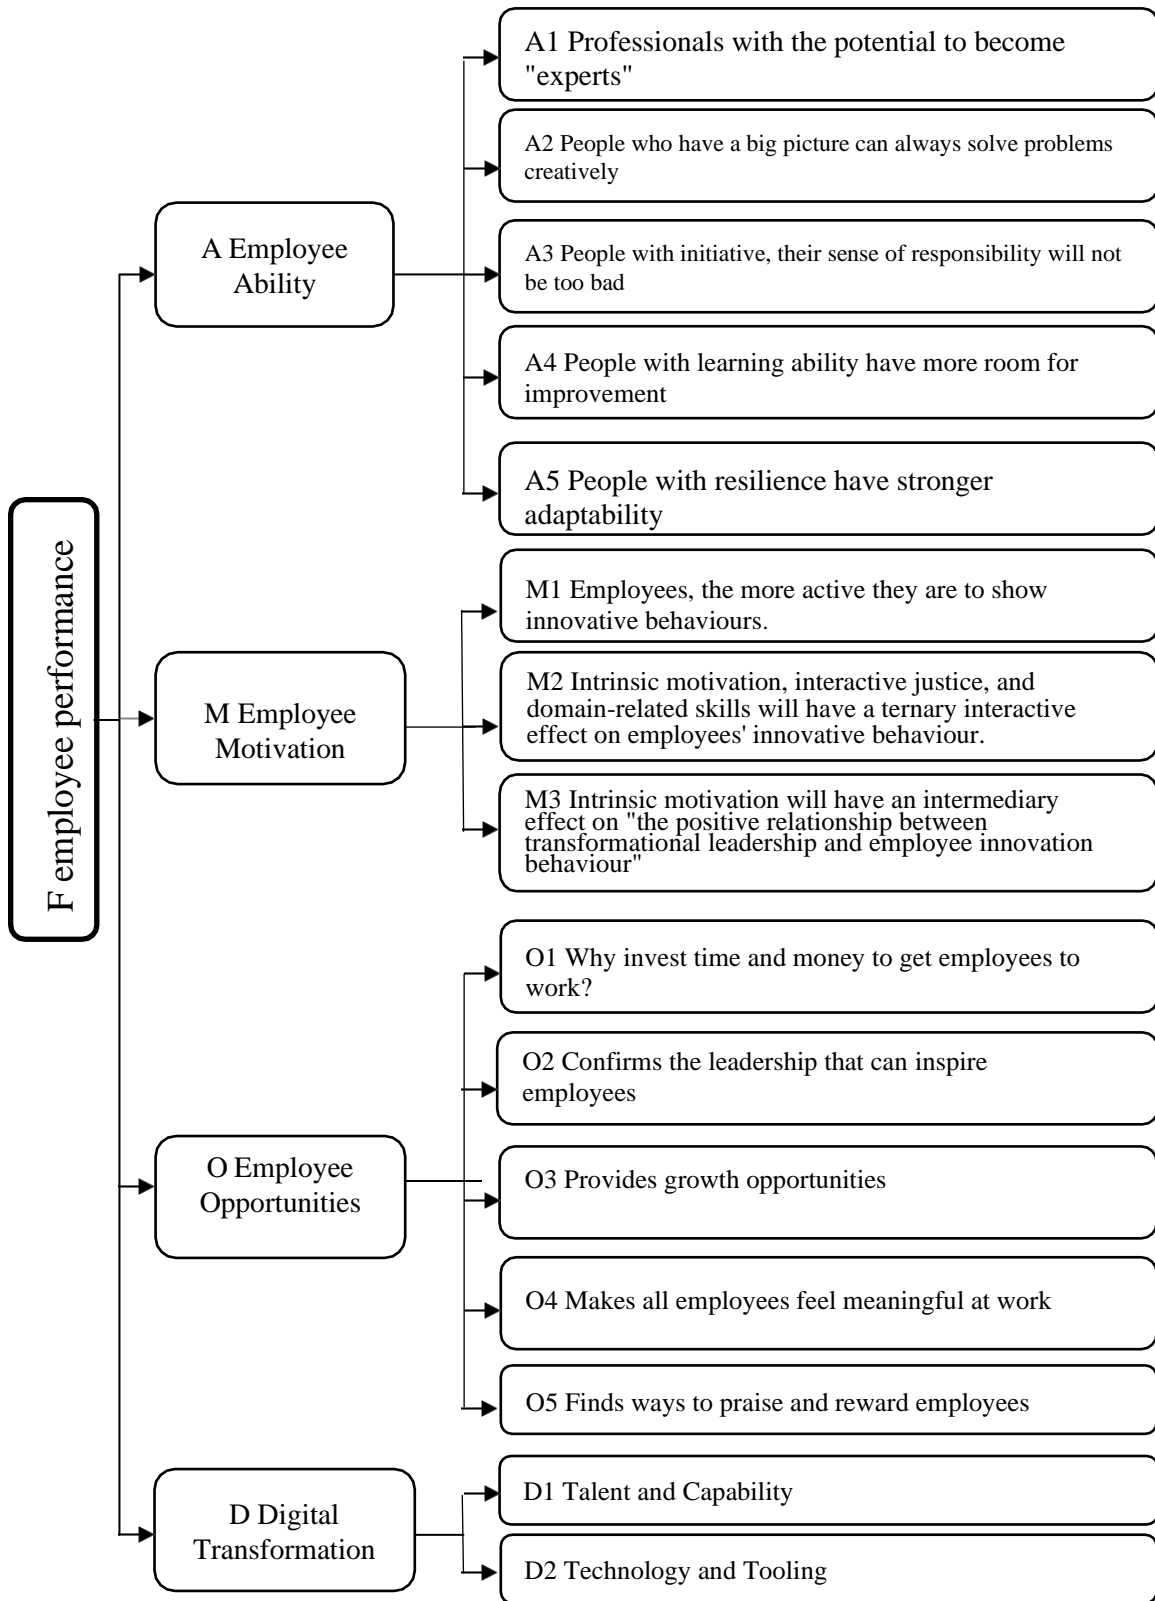 F employee performance
A Employee
Ability
A1 Professionals with the potential to become
"experts"
A2 People who have a big picture can always solve problems
creatively
A3 People with initiative, their sense of responsibility will not
be too bad
A4 People with learning ability have more room for
improvement
A5 People with resilience have stronger
adaptability
M Employee
Motivation
M1 Employees, the more active they are to show
innovative behaviours.
M2 Intrinsic motivation, interactive justice, and
domain-related skills will have a ternary interactive
effect on employees' innovative behaviour.
M3 Intrinsic motivation will have an intermediary
effect on "the positive relationship between
transformational leadership and employee innovation
behaviour"
O Employee
Opportunities
O1 Why invest time and money to get employees to
work?
O2 Confirms the leadership that can inspire
employees
O3 Provides growth opportunities
O4 Makes all employees feel meaningful at work
O5 Finds ways to praise and reward employees
D Digital
Transformation
D1 Talent and Capability
D2 Technology and Tooling